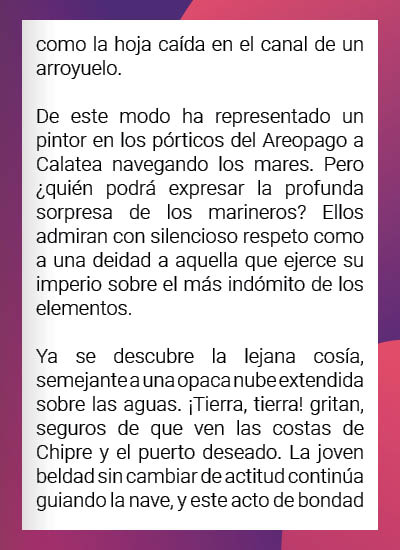 como la hoja caída en el canal de un
arroyuelo.
De este modo ha representado un
pintor en los pórticos del Areopago a
Calatea navegando los mares. Pero
¿quién podrá expresar la profunda
sorpresa de los marineros? Ellos
admiran con silencioso respeto como
a una deidad a aquella que ejerce su
imperio sobre el más indómito de los
elementos.
Ya se descubre la lejana cosía,
semejante a una opaca nube extendida
sobre las aguas. ¡Tierra, tierra! gritan,
seguros de que ven las costas de
Chipre y el puerto deseado. La joven
beldad sin cambiar de actitud continúa
guiando la nave, y este acto de bondad